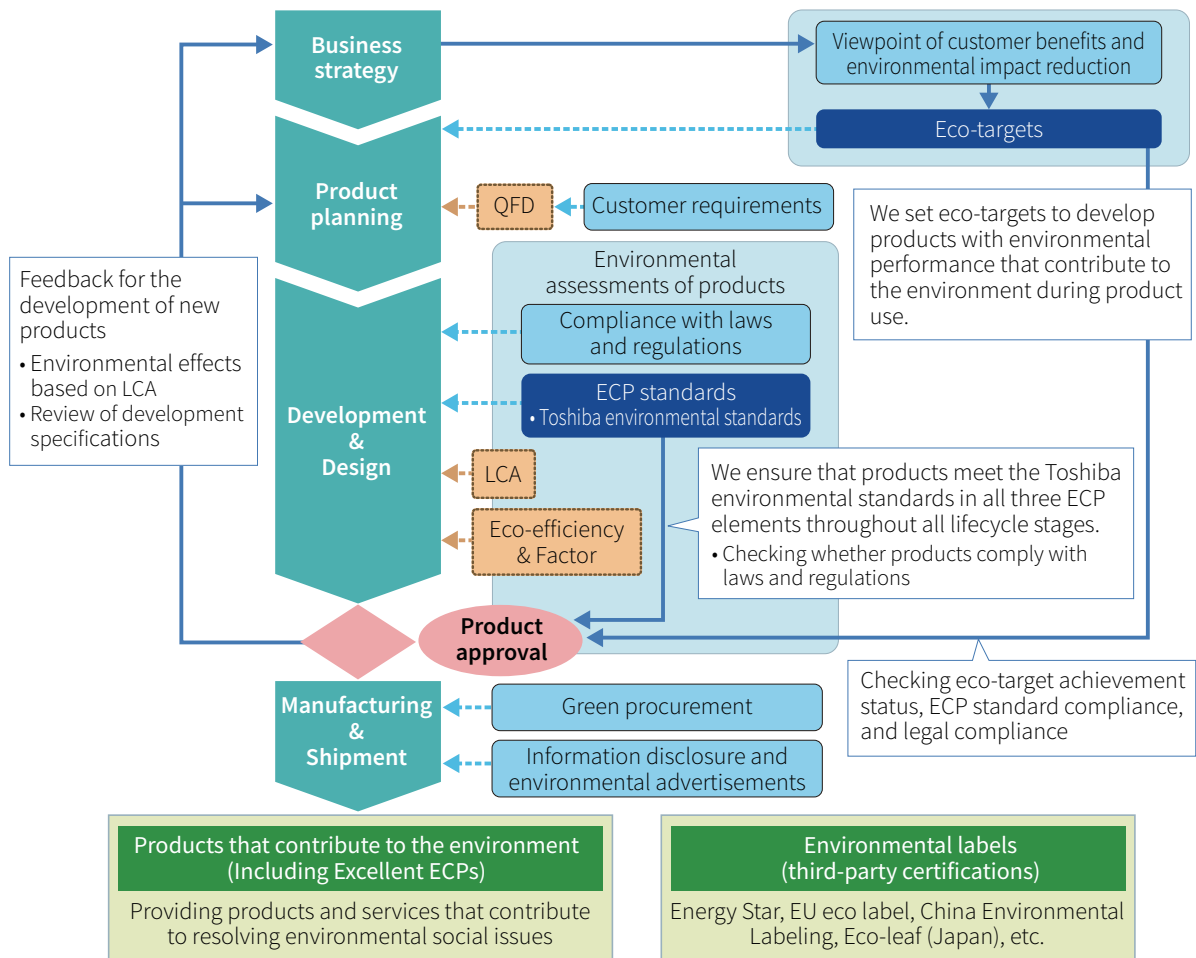 Business
strategy
Viewpoint of customer benefits and
environmental impact reduction
Eco-targets
Product
planning
QFD
Customer requirements
We set eco-targets to develop
products with environmental
performance that contribute to
the environment during product
use.
Feedback for the
development of new
products
• Environmental effects
based on LCA
• Review of development
specifications
Environmental
assessments of products
Compliance with laws
and regulations
ECP standards
• Toshiba environmental standards
Development
&
Design
LCA
Eco-efficiency
& Factor
We ensure that products meet the Toshiba
environmental standards in all three ECP
elements throughout all lifecycle stages.
• Checking whether products comply with
laws and regulations
Product
approval
Checking eco-target achievement
status, ECP standard compliance,
and legal compliance
Manufacturing
&
Shipment
Green procurement
Information disclosure and
environmental advertisements
Products that contribute to the environment
(Including Excellent ECPs)
Providing products and services that contribute
to resolving environmental social issues
Environmental labels
(third-party certifications)
Energy Star, EU eco label, China Environmental
Labeling, Eco-leaf (Japan), etc.